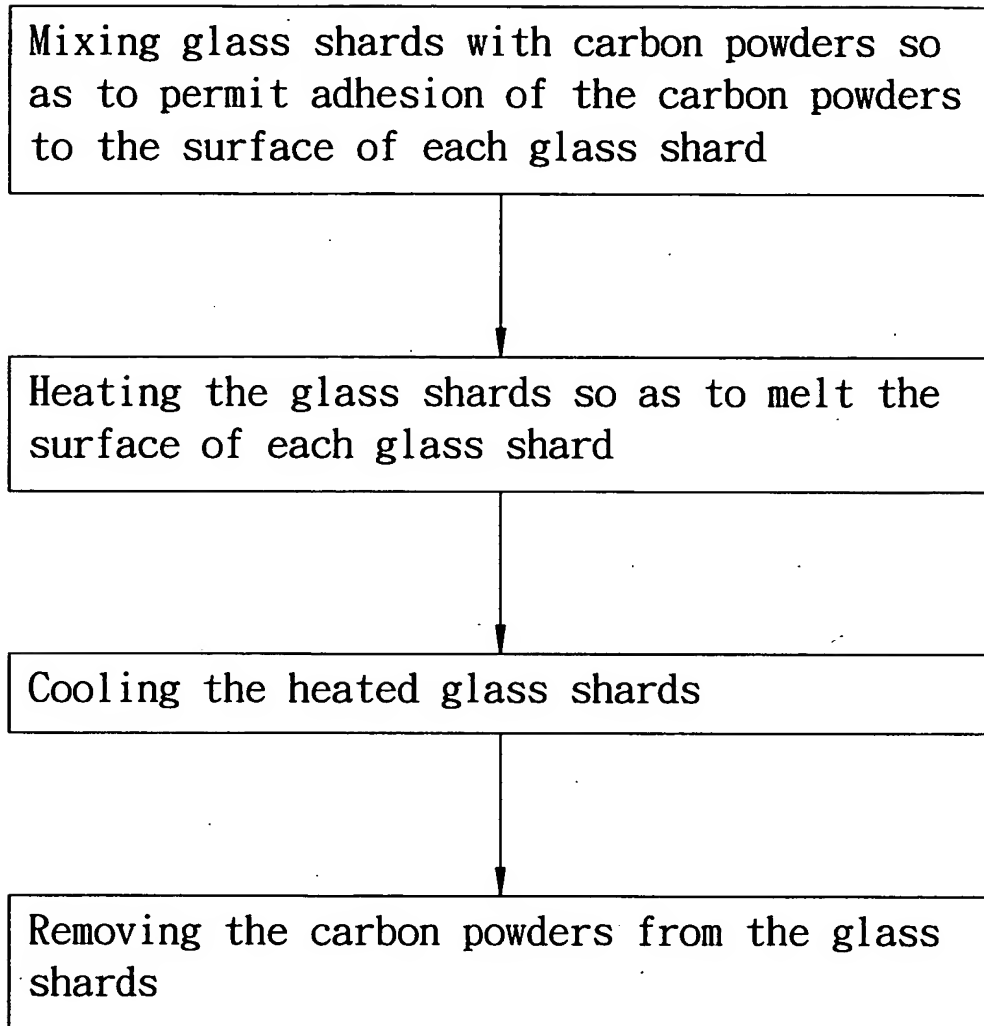 Mixing glass shards with carbon powders so
as to permit adhesion of the carbon powders
to the surface of each glass shard
Heating the glass shards so as to melt the
surface of each glass shard
Cooling the heated glass shards
Removing the carbon powders from the glass
shards